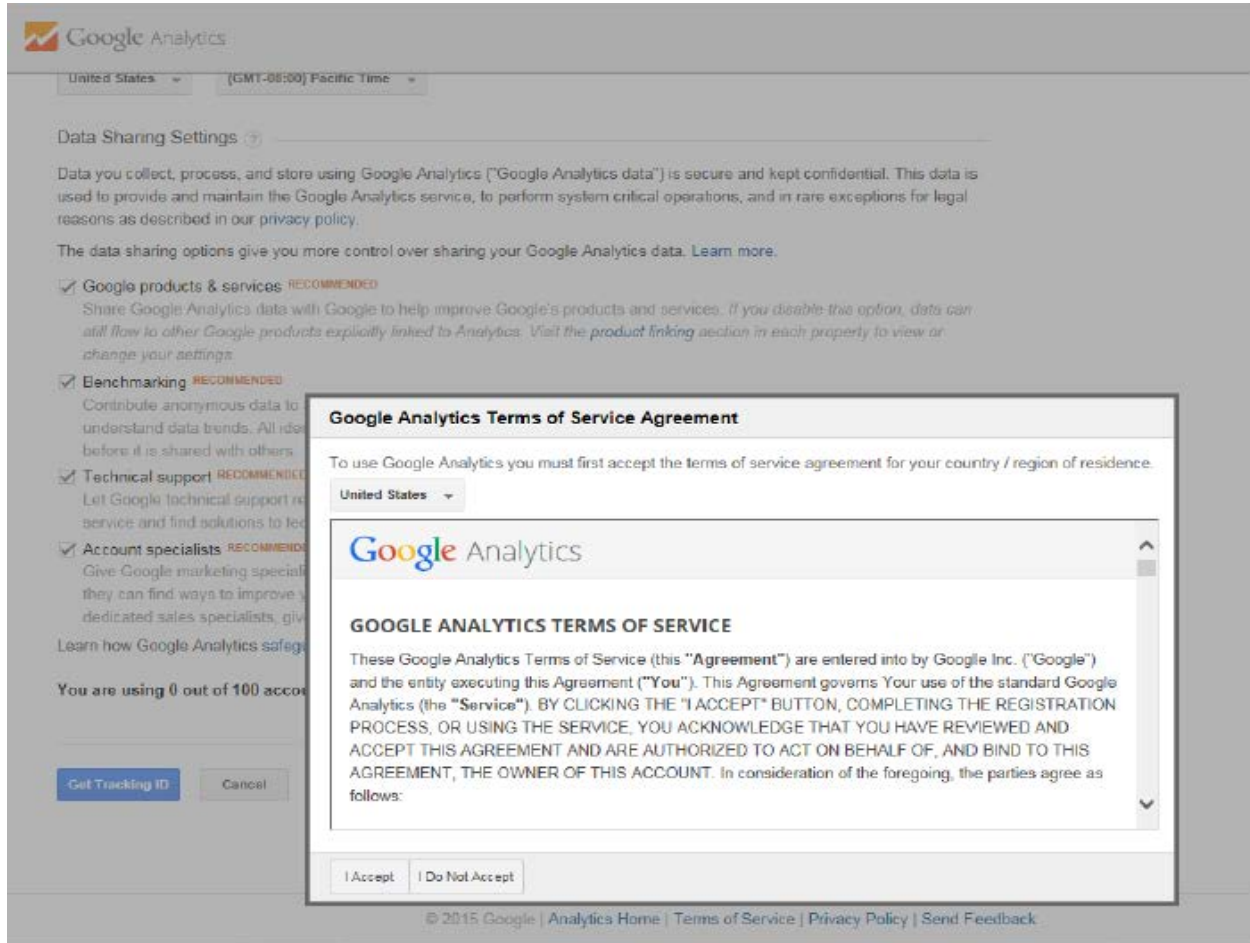 Google Analytics
United States
(GMT-08:00) Pacific Time
Data Sharing Settings ?
Data you collect, process, and store using Google Analytics ("Google Analytics data") is secure and kept confidential. This data is
used to provide and maintain the Google Analytics service, to perform system critical operations, and in rare exceptions for legal
reasons as described in our privacy policy.
The data sharing options give you more control over sharing your Google Analytics data. Learn more.
Google products & services RECOMMENDED
Share Google Analytics data with Google to help improve Google's products and services. If you disable this option, data can
still flow to other Google products explicitly linked to Analytics. Visit the product linking section in each property to view or
change your settings.
Benchmarking RECOMMENDED
Contribute anonymous data to
understand data trends. All
before it is shared with others.
Technical support RECOMMENDED
Let Google technical support
service and find solutions to
Account specialists
Give Google marketing
they can find ways to improve
dedicated sales specialists,
Learn how Google Analytics
You are using 0 out of 100
Get Tracking ID
Cancel
Google Analytics Terms of Service Agreement
To use Google Analytics you must first accept the terms of service agreement for your country / region of residence.
United States
Google Analytics
GOOGLE ANALYTICS TERMS OF SERVICE
These Google Analytics Terms of Service (this "Agreement") are entered into by Google Inc. ("Google")
and the entity executing this Agreement ("You"). This Agreement governs Your use of the standard Google
Analytics (the "Service"). BY CLICKING THE "I ACCEPT" BUTTON, COMPLETING THE REGISTRATION
PROCESS, OR USING THE SERVICE, YOU ACKNOWLEDGE THAT YOU HAVE REVIEWED AND
ACCEPT THIS AGREEMENT AND ARE AUTHORIZED TO ACT ON BEHALF OF, AND BIND TO THIS
AGREEMENT, THE OWNER OF THIS ACCOUNT. In consideration of the foregoing, the parties agree as
follows:
I Accept
I Do Not Accept
© 2015 Google | Analytics Home | Terms of Service | Privacy Policy | Send Feedback